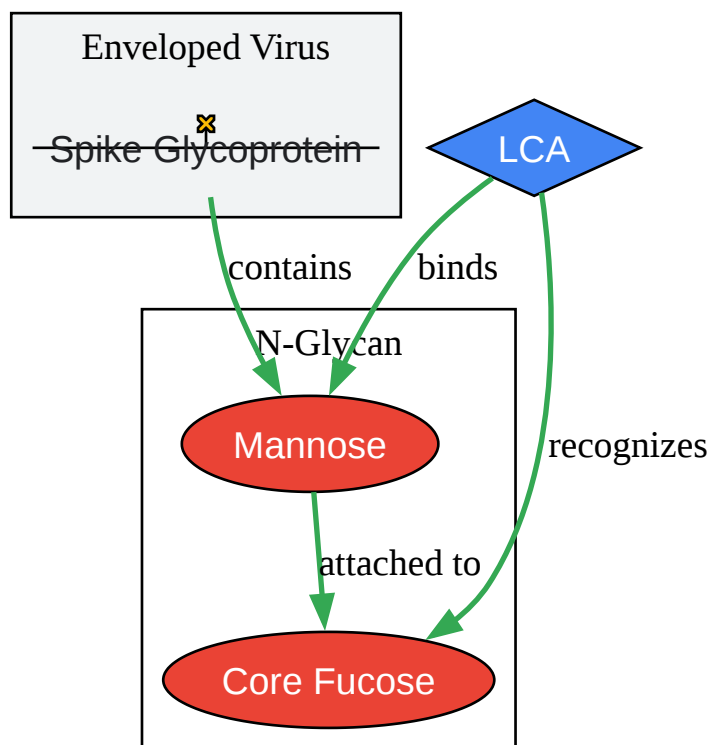 Enveloped Virus
Spike Glycoprotein
LCA
contains
binds
N-Glycan
Mannose
recognizes
attached to
Core Fucose